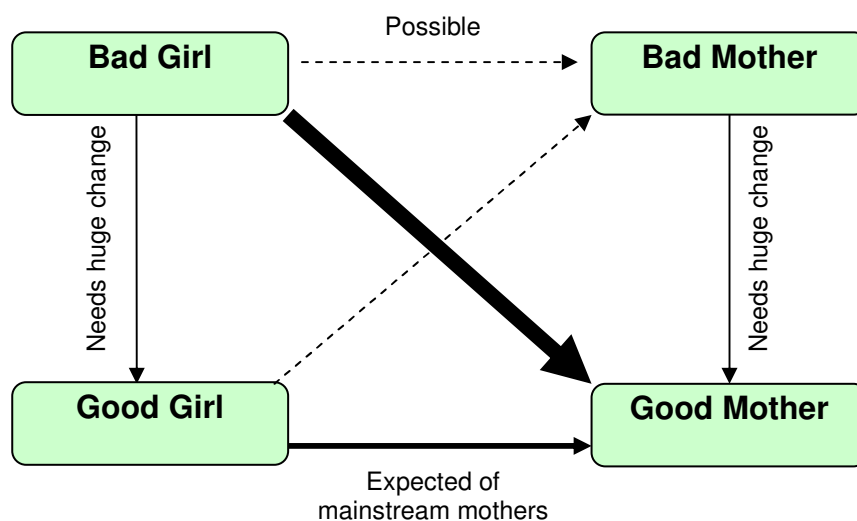 Possible
Bad Girl
Bad Mother
Needs huge change
Needs huge change
Good Girl
Good Mother
Expected of
mainstream mothers